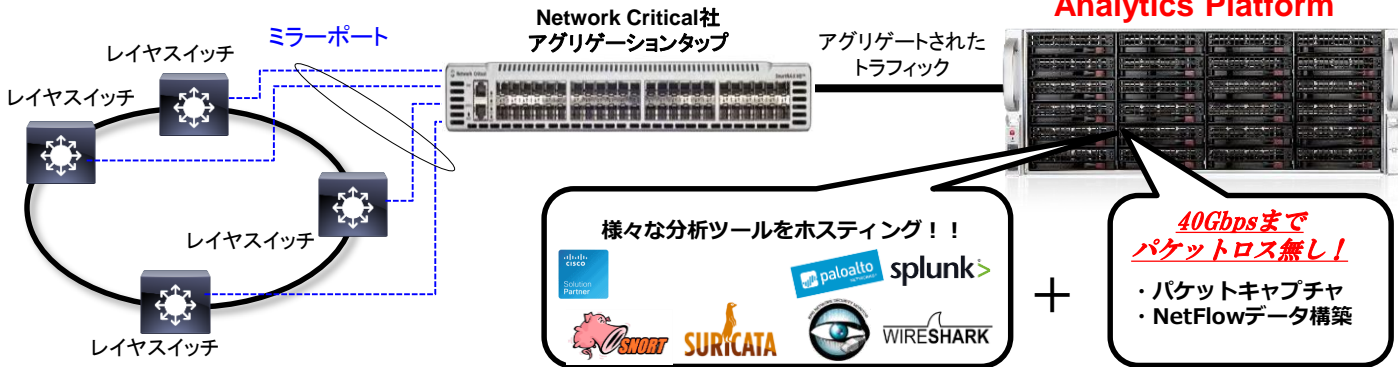 Analytics Platform
Network Critical社
アグリゲーションタップ
ミラーポート
アグリゲートされた
トラフィック
レイヤスイッチ
レイヤスイッチ
レイヤスイッチ
レイヤスイッチ
様々な分析ツールをホスティング！！
CISCO
Solution
Partner
paloalto
splunk>
SNORT
SURICATA
WIRESHARK
＋
40Gbpsまで
パケットロス無し！
・パケットキャプチャ
・NetFlowデータ構築